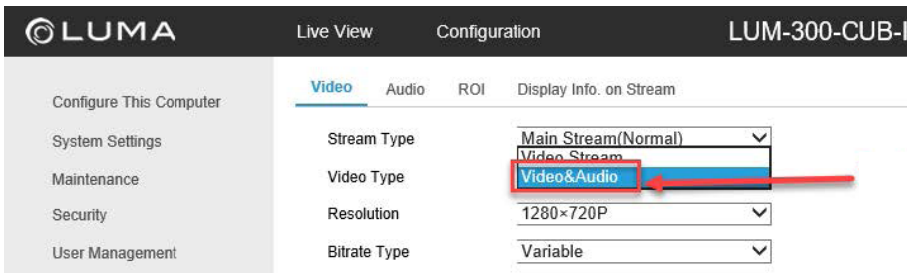 LUMA Live View Configuration LUM-300-CUB-
Video Audio ROI Display Info. on Stream
Configure This Computer
System Settings
Maintenance
Security
User Management
Stream Type Main Stream(Normal)
Video Stream
Video Type Video&Audio
Resolution 1280×720P
Bitrate Type Variable